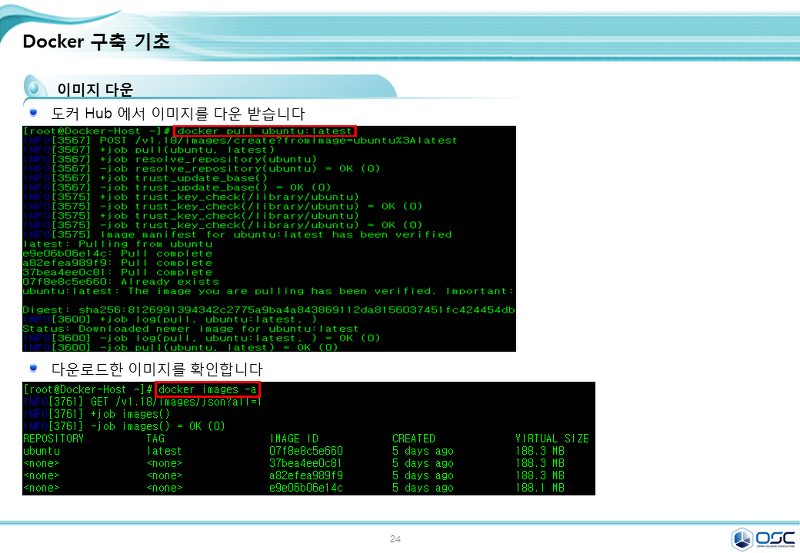 Docker 구축 기초
이미지 다운
도커 Hub 에서 이미지를 다운 받습니다
[root@Docker-Host ~]# docker pull ubuntu:latest
INFO[3567] POST /v1.18/images/create?fromImage=ubuntu%3Alatest
INFO[3567] +job pull(ubuntu, latest)
INFO[3567] +job resolve_repository(ubuntu)
INFO[3567] -job resolve_repository(ubuntu) = OK (0)
INFO[3567] +job trust_update_base()
INFO[3567] -job trust_update_base() = OK (0)
INFO[3575] +job trust_key_check(/library/ubuntu)
INFO[3575] -job trust_key_check(/library/ubuntu) = OK (0)
INFO[3575] +job trust_key_check(/library/ubuntu)
INFO[3575] -job trust_key_check(/library/ubuntu) = OK (0)
INFO[3575] Image manifest for ubuntu:latest has been verified
latest: Pulling from ubuntu
e9e06b06e14c: Pull complete
a82efea989f9: Pull complete
37bea4ee0c81: Pull complete
07f8e8c5e660: Already exists
ubuntu:latest: The image you are pulling has been verified. Important:
Digest: sha256:8126991394342c2775a9ba4a843869112da8156037451fc424454db
INFO[3600] +job log(pull, ubuntu:latest, )
Status: Downloaded newer image for ubuntu:latest
INFO[3600] -job log(pull, ubuntu:latest, ) = OK (0)
INFO[3600] -job pull(ubuntu, latest) = OK (0)
다운로드한 이미지를 확인합니다
[root@Docker-Host ~]# docker images -a
INFO[3761] GET /v1.18/images/json?all=1
INFO[3761] +job images()
INFO[3761] -job images() = OK (0)
REPOSITORY TAG IMAGE ID CREATED VIRTUAL SIZE
ubuntu latest 07f8e8c5e660 5 days ago 188.3 MB
<none> <none> 37bea4ee0c81 5 days ago 188.3 MB
<none> <none> a82efea989f9 5 days ago 188.3 MB
<none> <none> e9e06b06e14c 5 days ago 188.1 MB
24
OSC